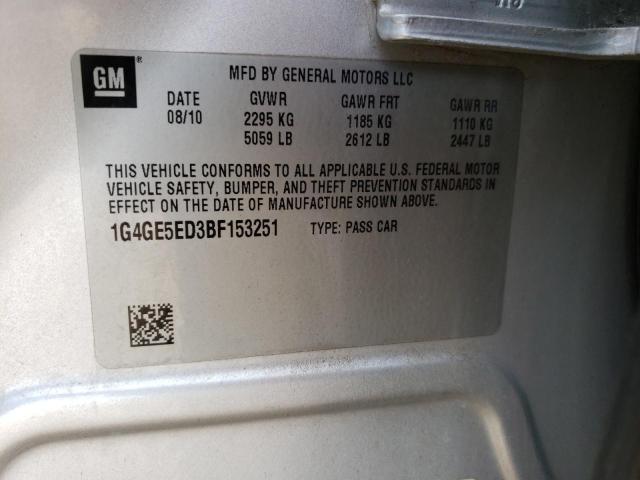 GM®
MFD BY GENERAL MOTORS LLC
DATE GVWR GAWR FRT GAWR RR
08/10 2295 KG 1185 KG 1110 KG
5059 LB 2612 LB 2447 LB
THIS VEHICLE CONFORMS TO ALL APPLICABLE U.S. FEDERAL MOTOR
VEHICLE SAFETY, BUMPER, AND THEFT PREVENTION STANDARDS IN
EFFECT ON THE DATE OF MANUFACTURE SHOWN ABOVE.
1G4GE5ED3BF153251 TYPE: PASS CAR